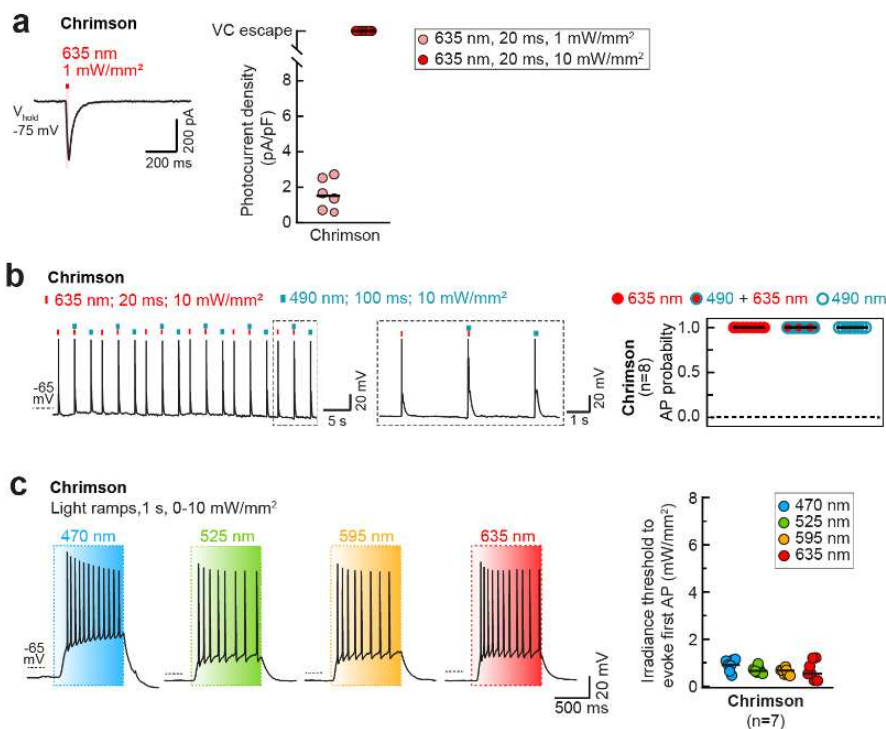 a
Chrimson
635 nm
1 mW/mm²
Vhold
-75 mV
200 pA
200 ms
VC escape
8
6
4
2
0
Photocurrent density
(pA/pF)
Chrimson
635 nm, 20 ms, 1 mW/mm²
635 nm, 20 ms, 10 mW/mm²
b
Chrimson
635 nm; 20 ms; 10 mW/mm²
490 nm; 100 ms; 10 mW/mm²
-65
mV
20 mV
5 s
20 mV
1 s
635 nm
490 + 635 nm
490 nm
Chrimson
(n=8)
AP probabilty
1.0
0.5
0.0
c
Chrimson
Light ramps,1 s, 0-10 mW/mm²
470 nm
525 nm
595 nm
635 nm
-65
mV
20 mV
500 ms
Irradiance threshold to
evoke first AP (mW/mm²)
8
6
4
2
0
470 nm
525 nm
595 nm
635 nm
Chrimson
(n=7)